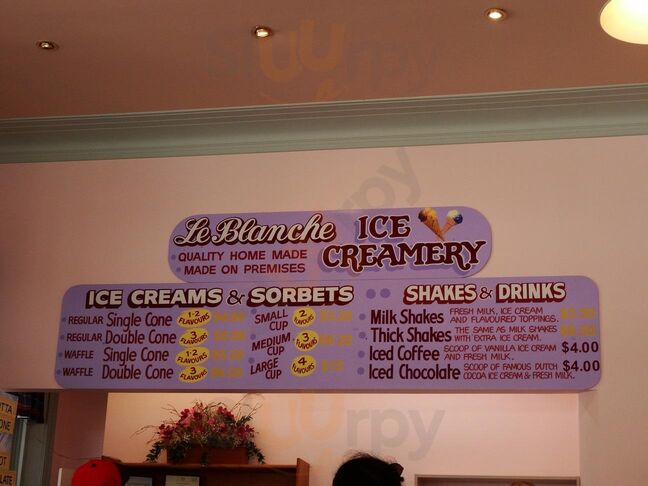 Le Blanche ICE CREAMERY
• QUALITY HOME MADE
• MADE ON PREMISES
ICE CREAMS & SORBETS
• REGULAR Single Cone 1-2 FLAVOURS
• REGULAR Double Cone 3 FLAVOURS
• WAFFLE Single Cone 1-2 FLAVOURS
• WAFFLE Double Cone 3 FLAVOURS
SMALL CUP 2 FLAVOURS
MEDIUM CUP 3 FLAVOURS
LARGE CUP 4 FLAVOURS
SHAKES & DRINKS
• Milk Shakes FRESH MILK, ICE CREAM AND FLAVOURED TOPPINGS.
• Thick Shakes THE SAME AS MILK SHAKES WITH EXTRA ICE CREAM.
• Iced Coffee SCOOP OF VANILLA ICE CREAM AND FRESH MILK. $4.00
• Iced Chocolate SCOOP OF FAMOUS DUTCH COCOA ICE CREAM & FRESH MILK. $4.00